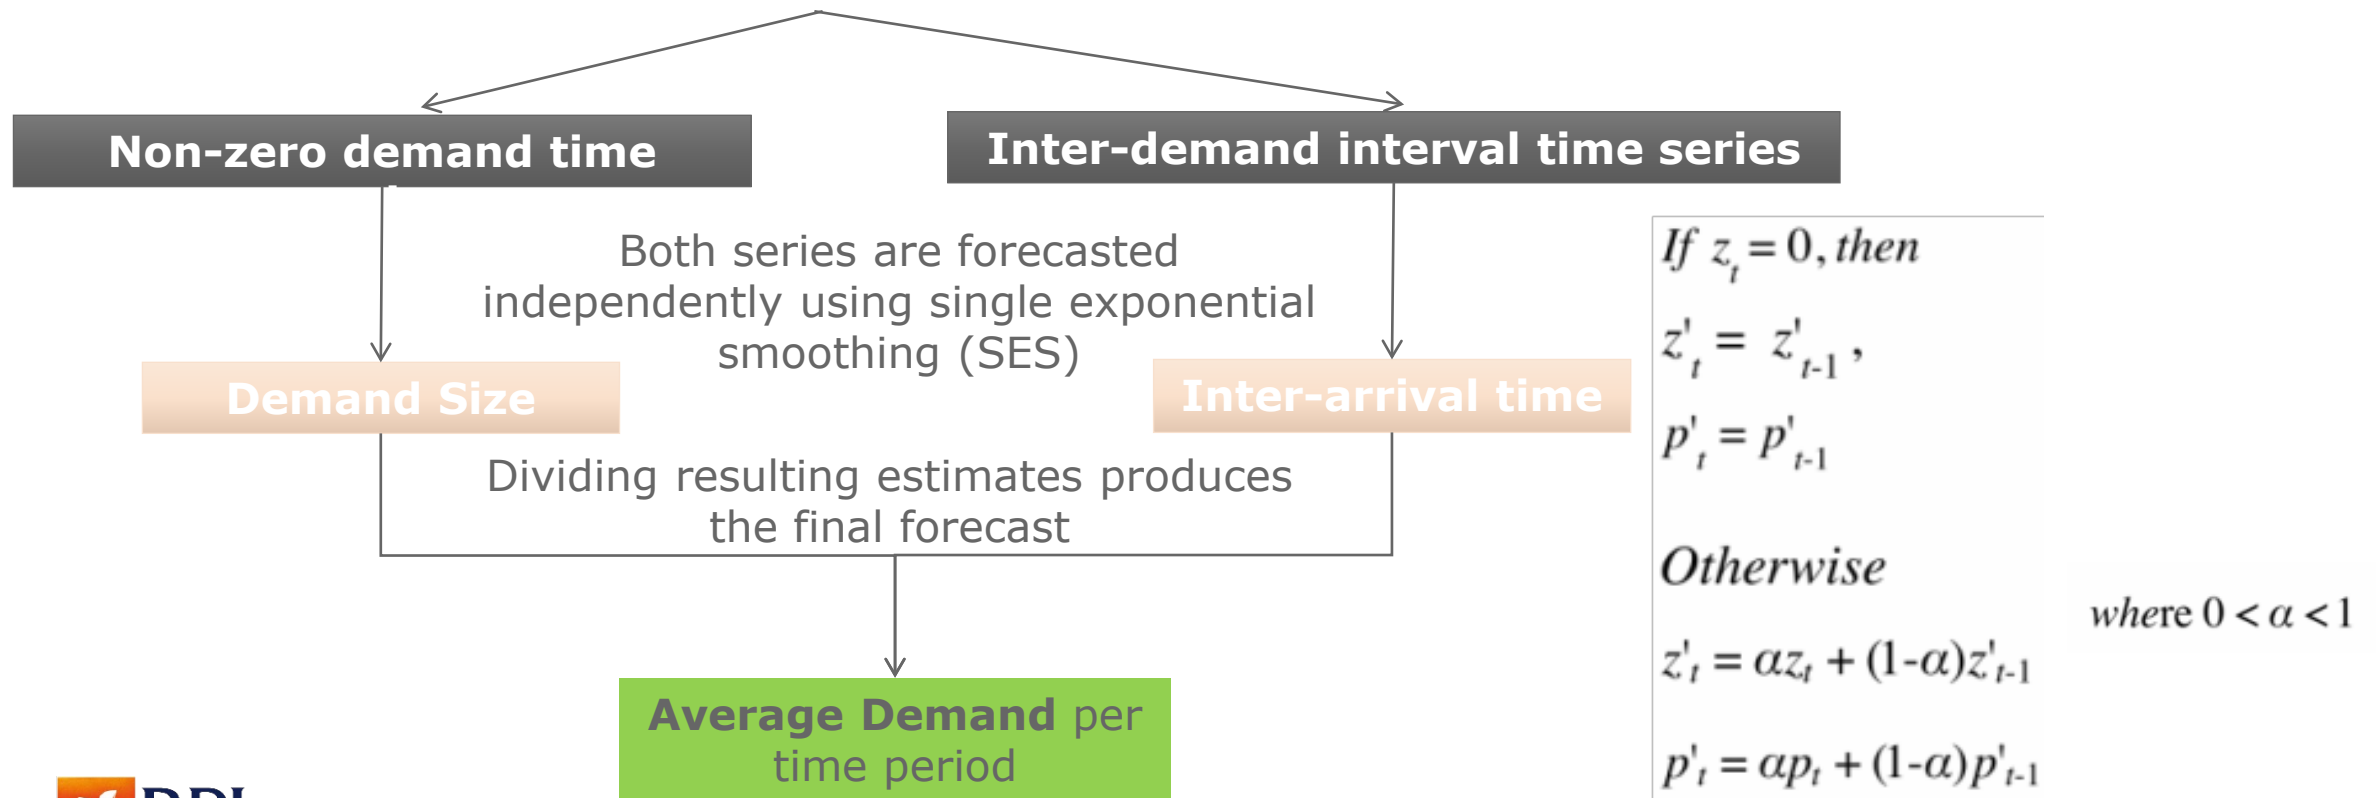 Non-zero demand time
Inter-demand interval time series
Both series are forecasted
independently using single exponential
smoothing (SES)
Demand Size
Inter-arrival time
Dividing resulting estimates produces
the final forecast
Average Demand per
time period
If z_t = 0, then
z'_t = z'_{t-1} ,
p'_t = p'_{t-1}
Otherwise
z'_t = αz_t + (1-α)z'_{t-1}
p'_t = αp_t + (1-α)p'_{t-1}
where 0 < α < 1